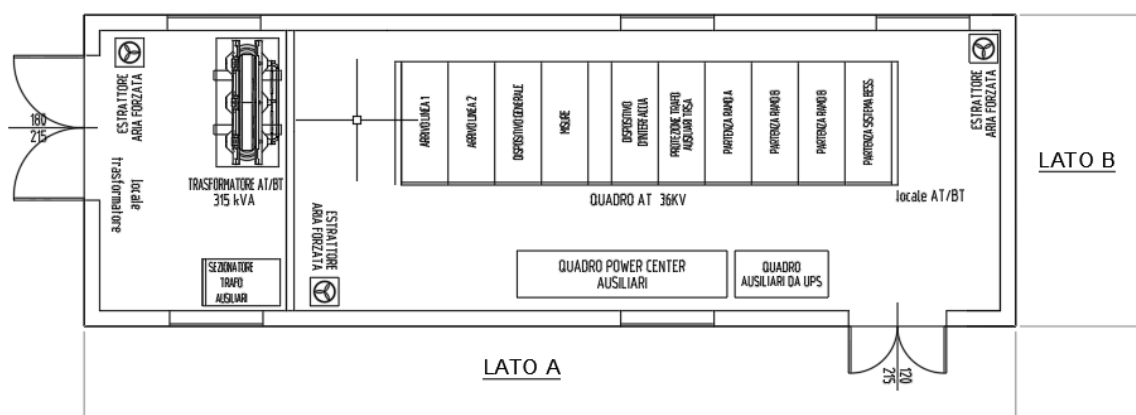 ESTRATTORE
ARIA FORZATA
180
215
locale
trasformatore
TRASFORMATORE AT/BT
315 kVA
SEZIONATORE
TRAFO
AUSILIARI
ESTRATTORE
ARIA FORZATA
ARRIVO LINEA 1
ARRIVO LINEA 2
DISPOSITIVO GENERALE
MISURE
DISPOSITIVO
D'INTERFACCIA
PROTEZIONE TRAFO
AUSILIARI TRSA
PARTENZA RAMO A
PARTENZA RAMO B
PARTENZA RAMO B
PARTENZA SISTEMA BESS
QUADRO AT 36KV
locale AT/BT
ESTRATTORE
ARIA FORZATA
QUADRO POWER CENTER
AUSILIARI
QUADRO
AUSILIARI DA UPS
120
215
LATO A
LATO B